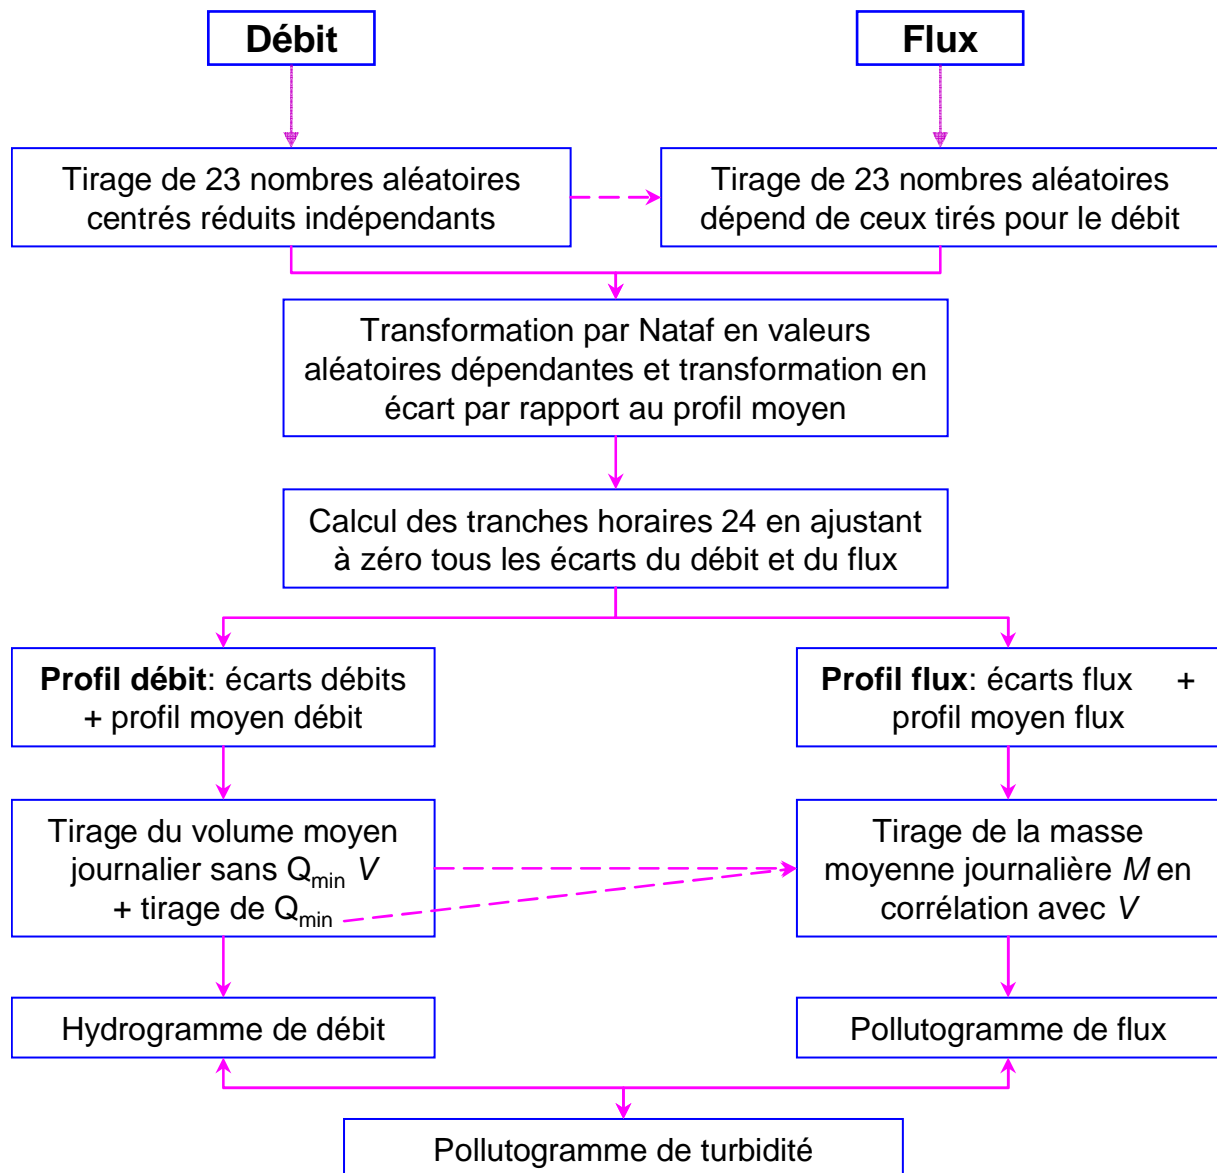 Débit
Flux
Tirage de 23 nombres aléatoires
centrés réduits indépendants
Tirage de 23 nombres aléatoires
dépend de ceux tirés pour le débit
Transformation par Nataf en valeurs
aléatoires dépendantes et transformation en
écart par rapport au profil moyen
Calcul des tranches horaires 24 en ajustant
à zéro tous les écarts du débit et du flux
Profil débit: écarts débits
+ profil moyen débit
Profil flux: écarts flux +
profil moyen flux
Tirage du volume moyen
journalier sans Qmin V
+ tirage de Qmin
Tirage de la masse
moyenne journalière M en
corrélation avec V
Hydrogramme de débit
Pollutogramme de flux
Pollutogramme de turbidité